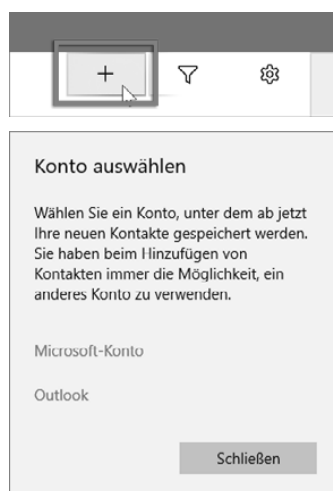 Konto auswählen
Wählen Sie ein Konto, unter dem ab jetzt
Ihre neuen Kontakte gespeichert werden.
Sie haben beim Hinzufügen von
Kontakten immer die Möglichkeit, ein
anderes Konto zu verwenden.
Microsoft-Konto
Outlook
Schließen